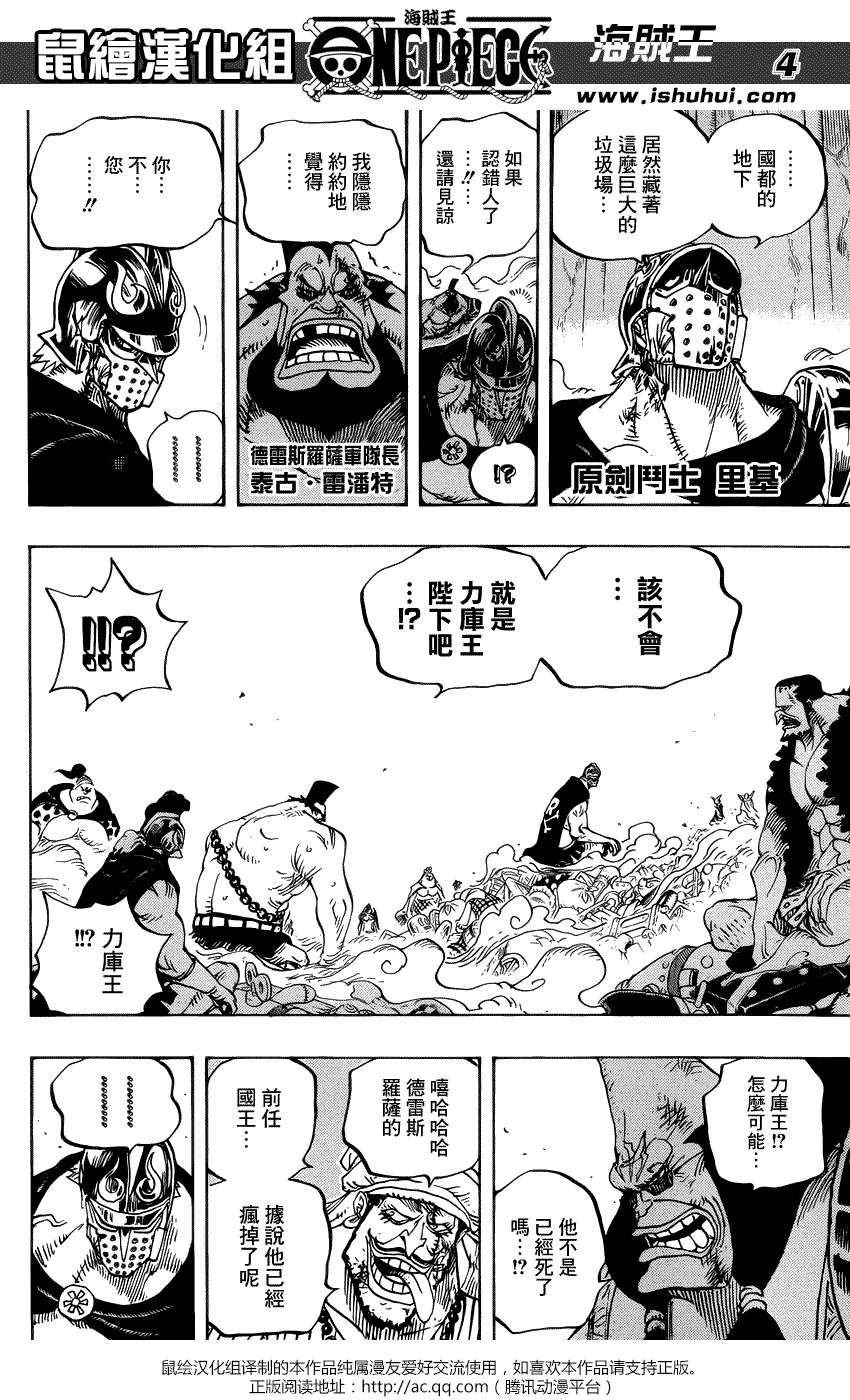 鼠繪漢化組
海賊王
ONE PIECE
海賊王
4
www.ishuhui.com
……
國都的
地下
居然藏著
這麼巨大的
垃圾場…
原劍鬥士 里基
如果
認錯人了
……!!
還請見諒
!?
我隱隱
約約地
覺得
……
德雷斯羅薩軍隊長
泰古·雷潘特
你…
不…
您…
……!!
…………
…………
該不會
…
就是
力庫王
陛下吧
…!?
!!?
力庫王
!!?
力庫王!?
怎麼可能…
他不是
已經死了
嗎…!?
嘻哈哈哈
德雷斯
羅薩的
前任
國王…
據說他已經
瘋掉了呢
…………
…………
鼠绘汉化组译制的本作品纯属漫友爱好交流使用，如喜欢本作品请支持正版。
正版阅读地址：http://ac.qq.com（腾讯动漫平台）